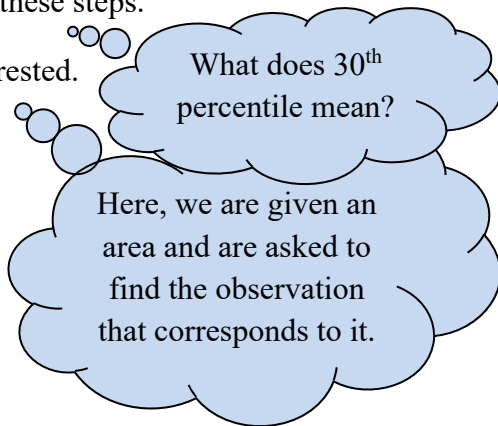 these steps.
What does 30th
rested.
percentile mean?
Here, we are given an
area and are asked to
find the observation
that corresponds to it.